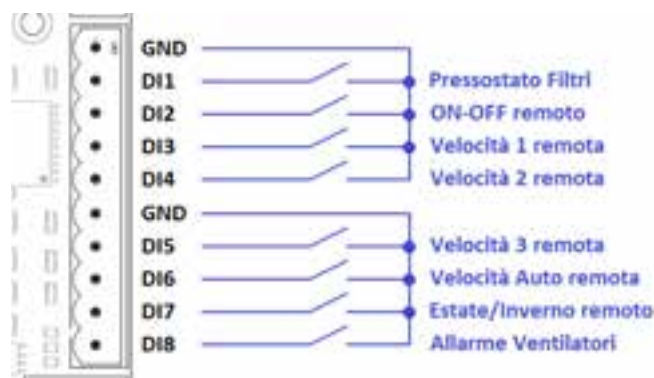 GND
DI1 Pressostato Filtri
DI2 ON-OFF remoto
DI3 Velocità 1 remota
DI4 Velocità 2 remota
GND
DI5 Velocità 3 remota
DI6 Velocità Auto remota
DI7 Estate/Inverno remoto
DI8 Allarme Ventilatori